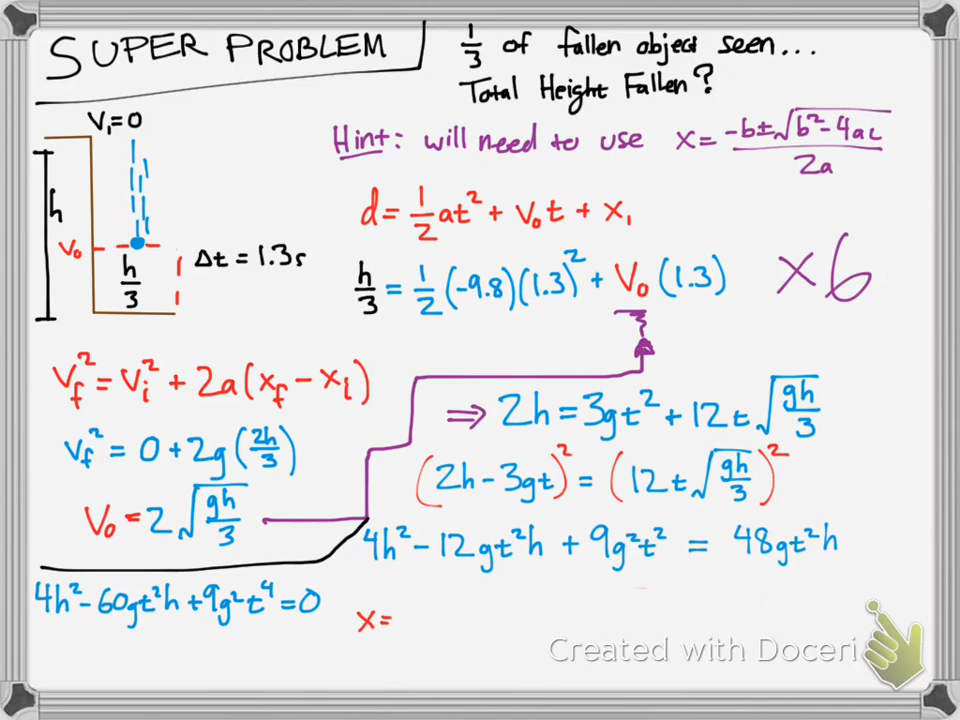 SUPER PROBLEM
1/3 of fallen object seen...
Total Height Fallen?
V₁=0
Hint: will need to use x= (-b±√(b²-4ac))/2a
h
d= 1/2 at² + V₀t + x₁
V₀
h/3
Δt = 1.3s
h/3 = 1/2 (-9.8)(1.3)² + V₀ (1.3)
x6
V_f² = V_i² + 2a(x_f - x_i)
⇒ 2h = 3gt² + 12t√(gh/3)
V_f² = 0 + 2g(2h/3)
(2h - 3gt)² = (12t√(gh/3))²
V₀ = 2√(gh/3)
4h² - 12gt²h + 9g²t² = 48gt²h
4h² - 60gt²h + 9g²t⁴ = 0
x=
Created with Doceri